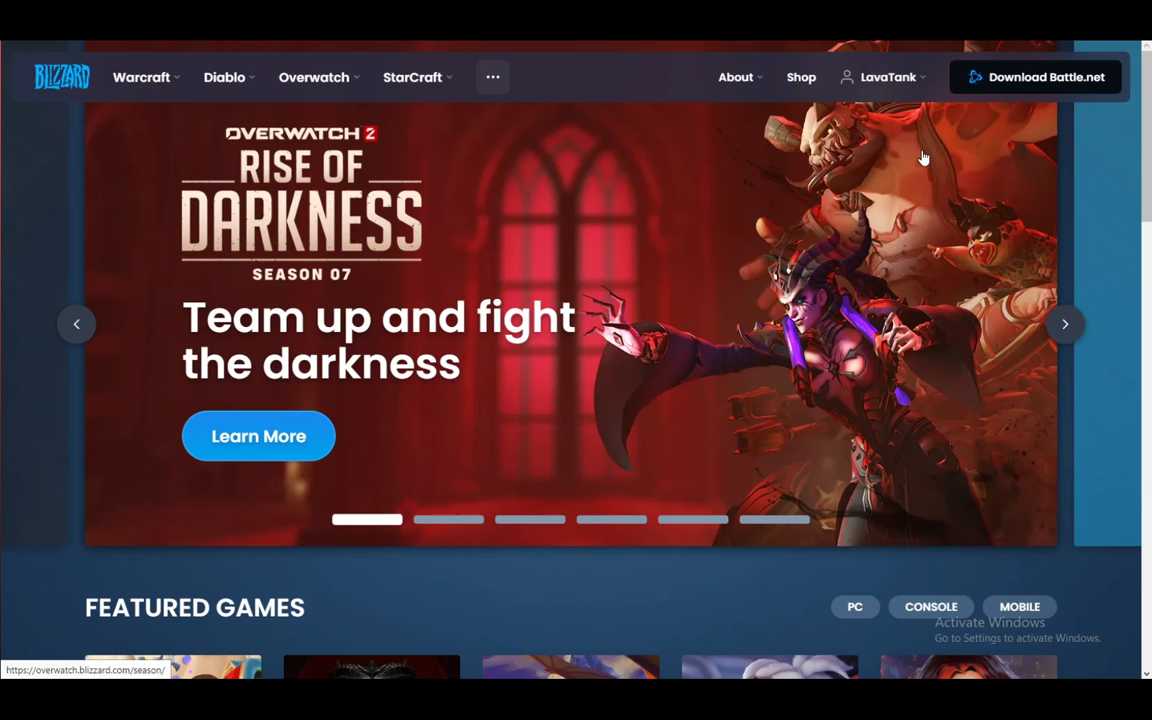 BLIZZARD Warcraft Diablo Overwatch StarCraft ... About Shop LavaTank Download Battle.net
OVERWATCH 2
RISE OF
DARKNESS
SEASON 07
Team up and fight
the darkness
Learn More
FEATURED GAMES PC CONSOLE MOBILE
Activate Windows
Go to Settings to activate Windows.
https://overwatch.blizzard.com/season/